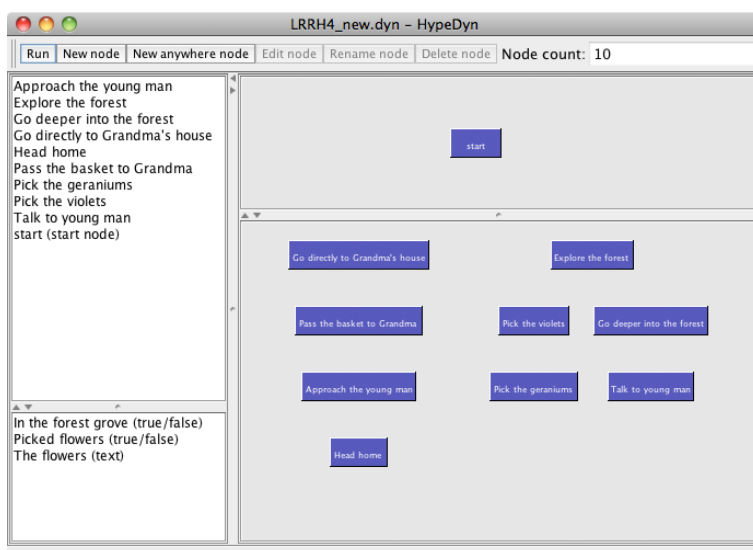 LRRH4_new.dyn – HypeDyn
Run New node New anywhere node Edit node Rename node Delete node Node count: 10
Approach the young man
Explore the forest
Go deeper into the forest
Go directly to Grandma's house
Head home
Pass the basket to Grandma
Pick the geraniums
Pick the violets
Talk to young man
start (start node)
In the forest grove (true/false)
Picked flowers (true/false)
The flowers (text)
start
Go directly to Grandma's house Explore the forest
Pass the basket to Grandma Pick the violets Go deeper into the forest
Approach the young man Pick the geraniums Talk to young man
Head home